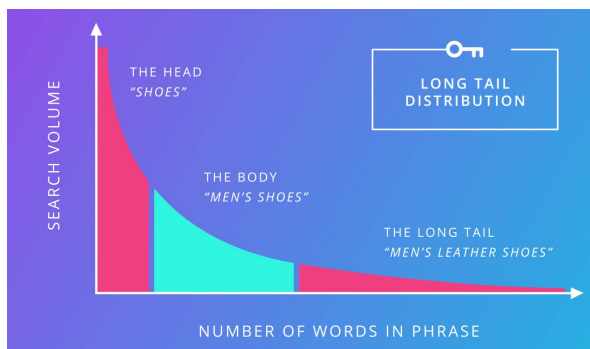 THE HEAD
“SHOES”
LONG TAIL
DISTRIBUTION
SEARCH VOLUME
THE BODY
“MEN’S SHOES”
THE LONG TAIL
“MEN’S LEATHER SHOES”
NUMBER OF WORDS IN PHRASE